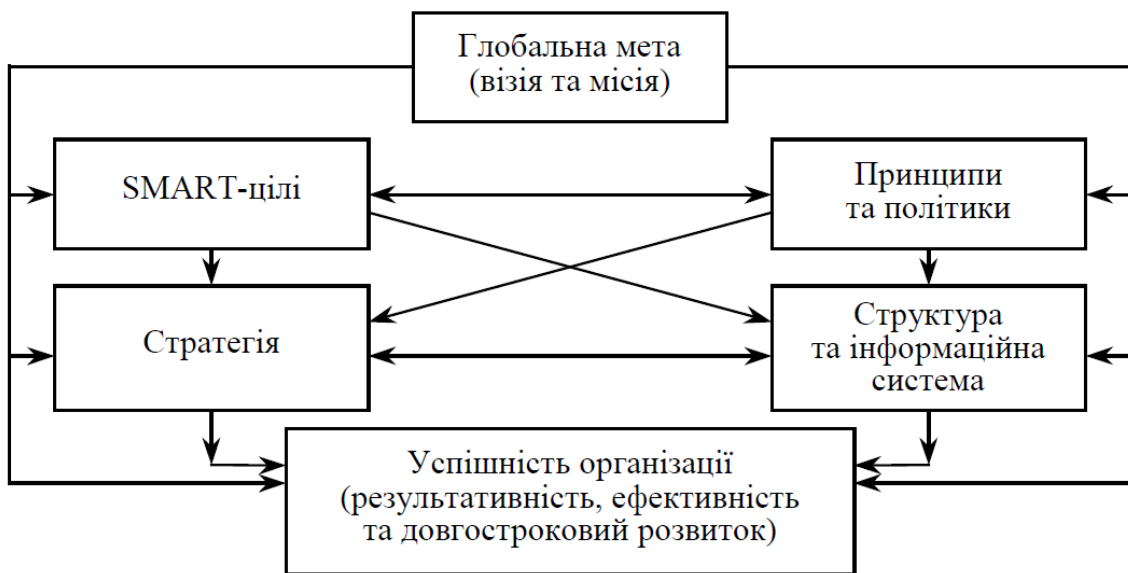 Глобальна мета
(візія та місія)
SMART-цілі
Принципи
та політики
Стратегія
Структура
та інформаційна
система
Успішність організації
(результативність, ефективність
та довгостроковий розвиток)